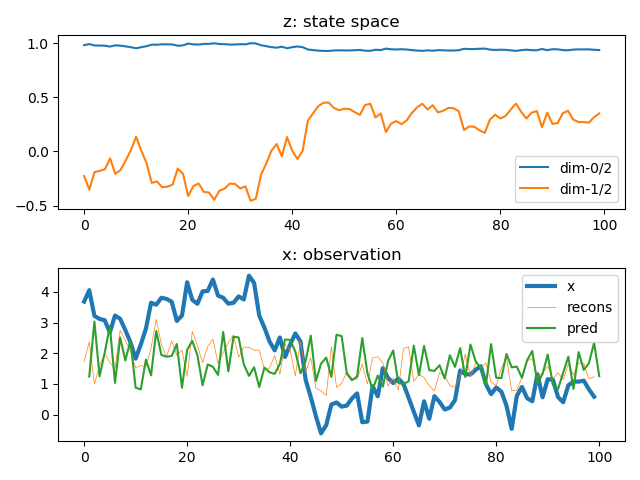 z: state space
1.0
0.5
0.0
−0.5
dim-0/2
dim-1/2
0 20 40 60 80 100
x: observation
4
3
2
1
0
x
recons
pred
0 20 40 60 80 100